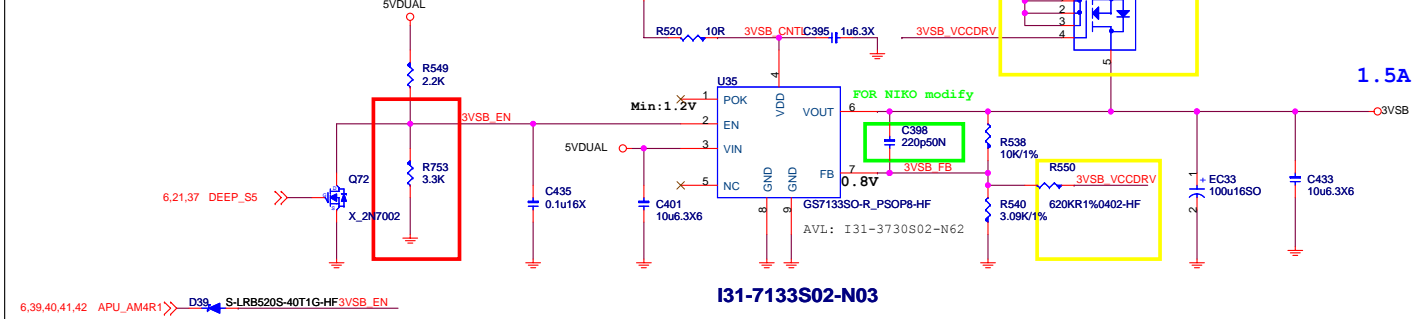 5VDUAL
R549
2.2K
R753
3.3K
3VSB_EN
Q72
X_2N7002
6,21,37 DEEP_S5
C435
0.1u16X
5VDUAL
C401
10u6.3X6
R520 10R
3VSB_CNTL
C395 1u6.3X
3VSB_VCCDRV
2
3
4
5
1.5A
U35
Min:1.2V
FOR NIKO modify
1 POK
2 EN
3 VIN
5 NC
4 VDD
VOUT 6
FB 7
GND 8
GND 9
C398
220p50N
3VSB_FB
0.8V
GS7133SO-R_PSOP8-HF
AVL: I31-3730S02-N62
R538
10K/1%
R540
3.09K/1%
R550
620KR1%0402-HF
3VSB_VCCDRV
3VSB
1
+ EC33
100u16SO
2
C433
10u6.3X6
6,39,40,41,42 APU_AM4R1
D39 S-LRB520S-40T1G-HF
3VSB_EN
I31-7133S02-N03